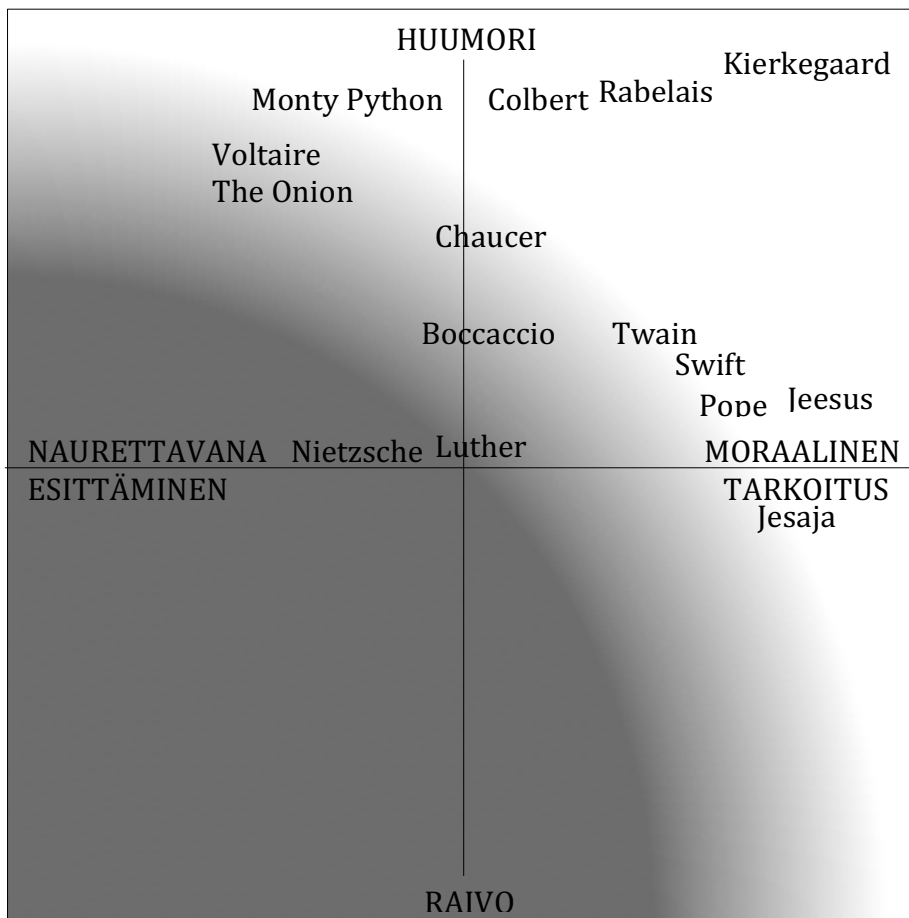 HUUMORI
Kierkegaard
Monty Python
Colbert
Rabelais
Voltaire
The Onion
Chaucer
Boccaccio
Twain
Swift
Pope
Jeesus
NAURETTAVANA
ESITTÄMINEN
Nietzsche
Luther
MORAALINEN
TARKOITUS
Jesaja
RAIVO